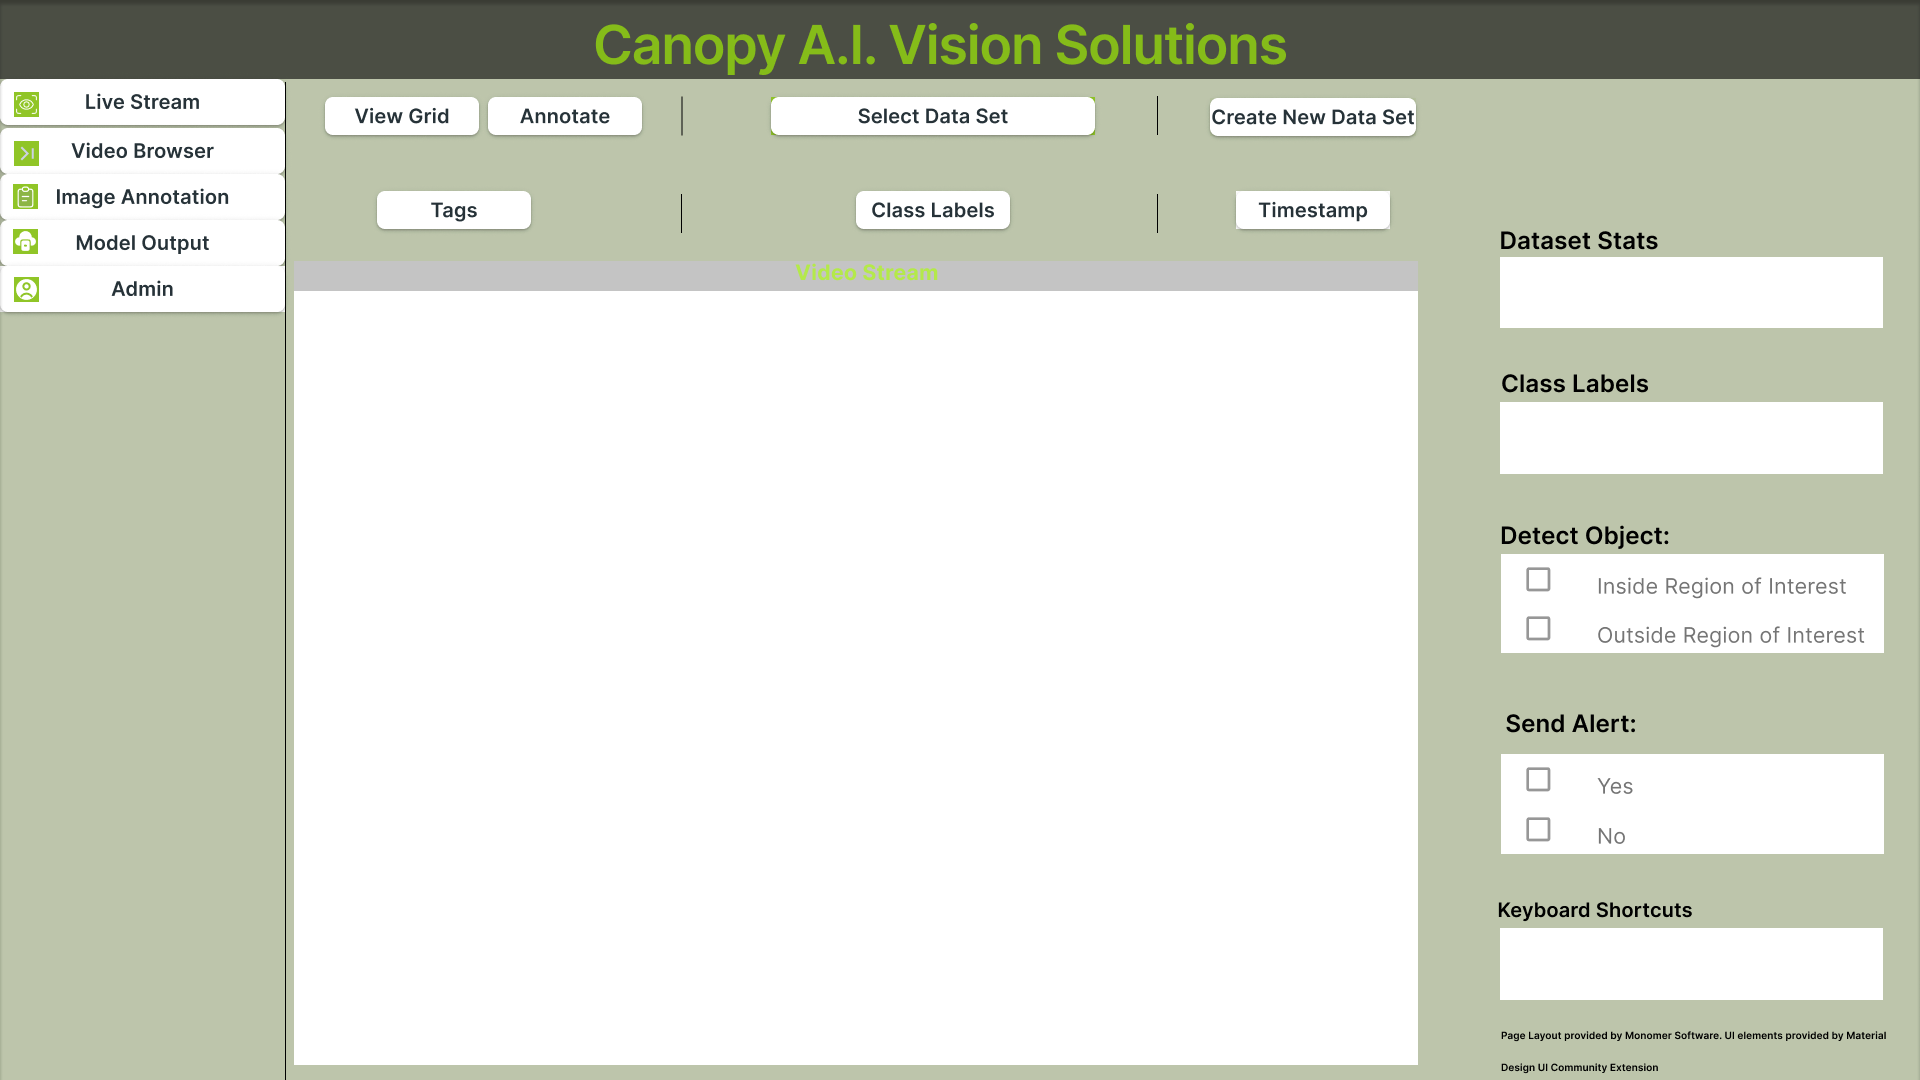 Canopy A.I. Vision Solutions
Live Stream
Video Browser
Image Annotation
Model Output
Admin
View Grid
Annotate
Select Data Set
Create New Data Set
Tags
Class Labels
Timestamp
Video Stream
Dataset Stats
Class Labels
Detect Object:
Inside Region of Interest
Outside Region of Interest
Send Alert:
Yes
No
Keyboard Shortcuts
Page Layout provided by Monomer Software. UI elements provided by Material
Design UI Community Extension